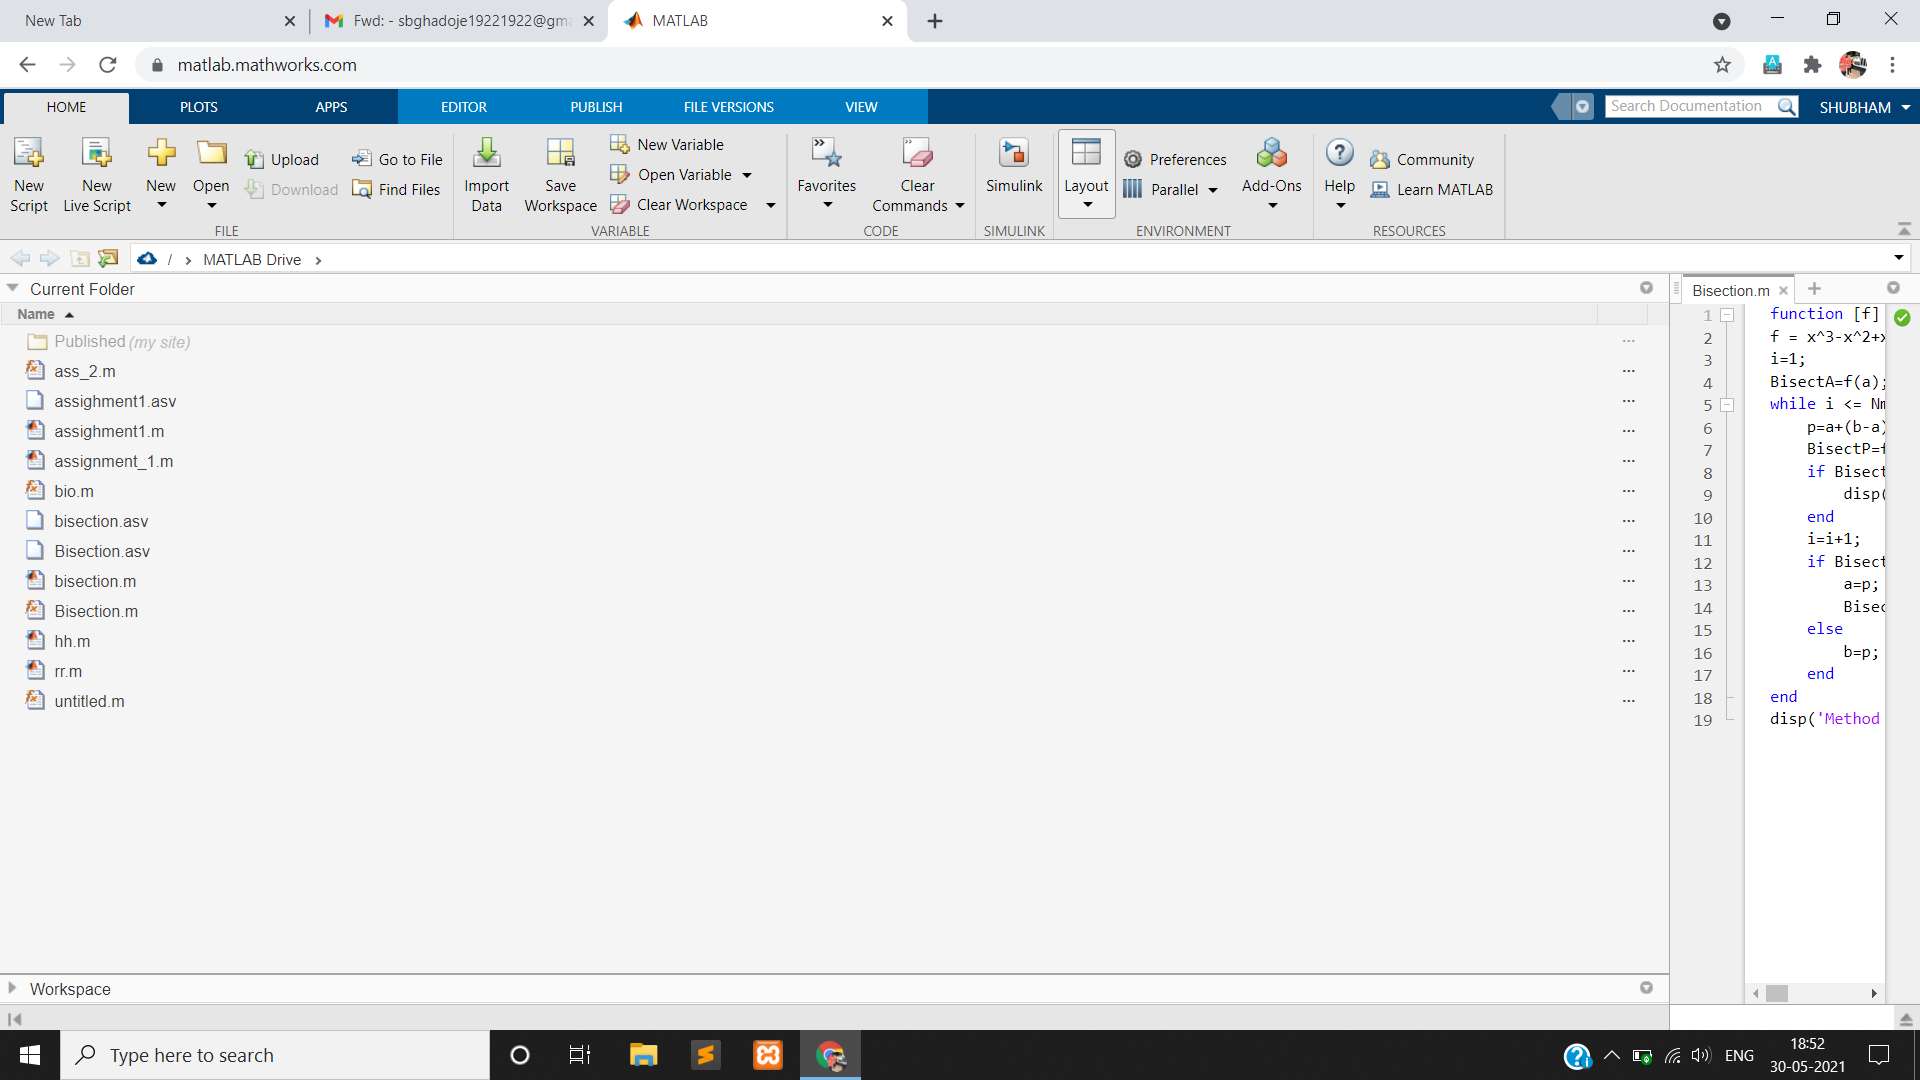 New Tab
Fwd: - sbghadoje19221922@gm
MATLAB
matlab.mathworks.com
HOME PLOTS APPS EDITOR PUBLISH FILE VERSIONS VIEW
Search Documentation
SHUBHAM
New Script
New Live Script
New
Open
Upload
Download
Go to File
Find Files
FILE
Import Data
Save Workspace
New Variable
Open Variable
Clear Workspace
VARIABLE
Favorites
Clear Commands
CODE
Simulink
SIMULINK
Layout
Preferences
Parallel
Add-Ons
ENVIRONMENT
Help
Community
Learn MATLAB
RESOURCES
/ > MATLAB Drive >
Current Folder
Name
Published (my site)
ass_2.m
assighment1.asv
assighment1.m
assignment_1.m
bio.m
bisection.asv
Bisection.asv
bisection.m
Bisection.m
hh.m
rr.m
untitled.m
Workspace
Bisection.m
1 function [f]
2 f = x^3-x^2+x
3 i=1;
4 BisectA=f(a);
5 while i <= Nm
6 p=a+(b-a)
7 BisectP=f
8 if Bisect
9 disp(
10 end
11 i=i+1;
12 if Bisect
13 a=p;
14 Bisec
15 else
16 b=p;
17 end
18 end
19 disp('Method
Type here to search
ENG
18:52
30-05-2021